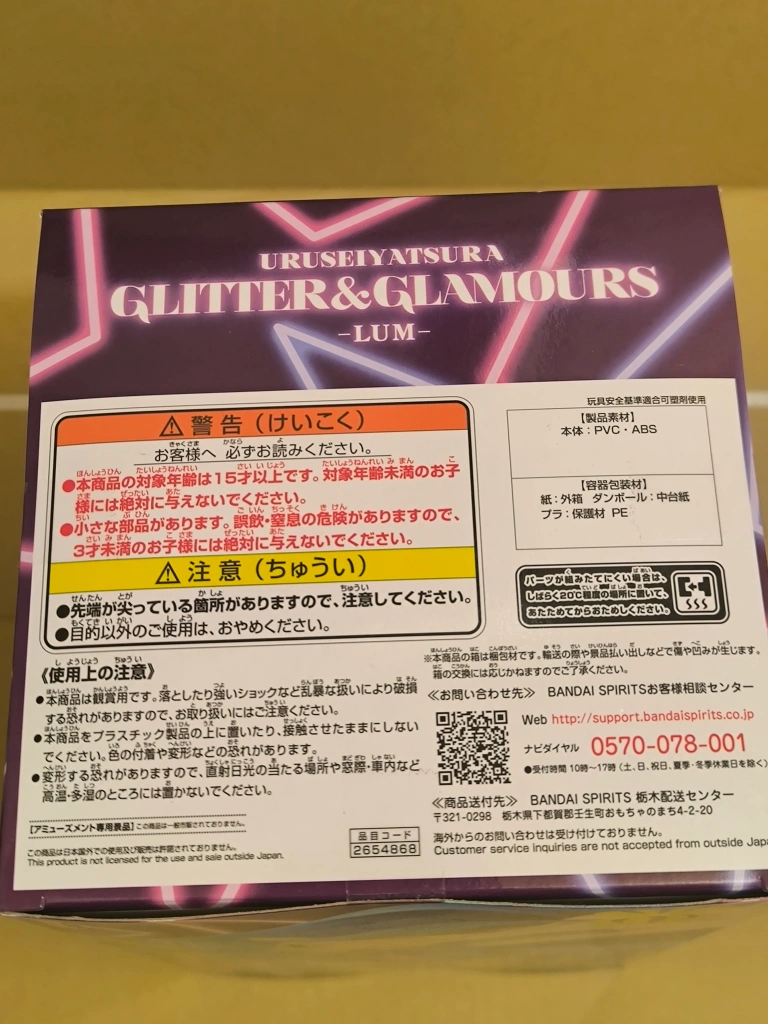 URUSEIYATSURA
GLITTER&GLAMOURS
–LUM–
⚠警告（けいこく）
お客様へ 必ずお読みください。
●本商品の対象年齢は15才以上です。対象年齢未満のお子
様には絶対に与えないでください。
●小さな部品があります。誤飲・窒息の危険がありますので、
3才未満のお子様には絶対に与えないでください。
⚠注意（ちゅうい）
●先端が尖っている箇所がありますので、注意してください。
●目的以外のご使用は、おやめください。
《使用上の注意》
●本商品は観賞用です。落としたり強いショックなど乱暴な扱いにより破損
する恐れがありますので、お取り扱いにはご注意ください。
●本商品をプラスチック製品の上に置いたり、接触させたままにしない
でください。色の付着や変形などの恐れがあります。
●変形する恐れがありますので、直射日光の当たる場所や窓際・車内など
高温・多湿のところには置かないでください。
【アミューズメント専用景品】この商品は一般市販されておりません。
この商品は日本国外での使用及び販売は許諾されておりません。
This product is not licensed for the use and sale outside Japan.
品目コード
2654868
玩具安全基準適合可塑剤使用
【製品素材】
本体：PVC・ABS
【容器包装材】
紙：外箱 ダンボール：中台紙
プラ：保護材 PE
パーツが組みたてにくい場合は、
しばらく20℃程度の場所に置いて、
あたためてからおためしください。
※本商品の箱は梱包材です。輸送の際や景品払い出しなどで傷や凹みが生じます。
箱の交換には応じかねますのでご了承ください。
≪お問い合わせ先≫ BANDAI SPIRITSお客様相談センター
Web http://support.bandaispirits.co.jp
ナビダイヤル 0570-078-001
●受付時間 10時〜17時（土、日、祝日、夏季・冬季休業日を除く）
≪商品送付先≫ BANDAI SPIRITS 栃木配送センター
〒321-0298 栃木県下都賀郡壬生町おもちゃのまち4-2-20
海外からのお問い合わせは受け付けておりません。
Customer service inquiries are not accepted from outside Japa